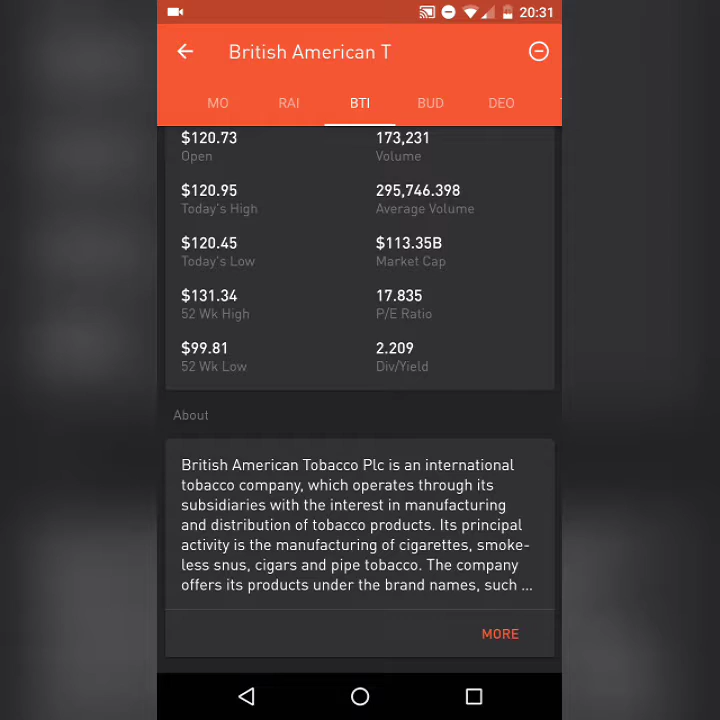 20:31
British American T
MO RAI BTI BUD DEO
$120.73 173,231
Open Volume
$120.95 295,746.398
Today's High Average Volume
$120.45 $113.35B
Today's Low Market Cap
$131.34 17.835
52 Wk High P/E Ratio
$99.81 2.209
52 Wk Low Div/Yield
About
British American Tobacco Plc is an international
tobacco company, which operates through its
subsidiaries with the interest in manufacturing
and distribution of tobacco products. Its principal
activity is the manufacturing of cigarettes, smoke-
less snus, cigars and pipe tobacco. The company
offers its products under the brand names, such ...
MORE